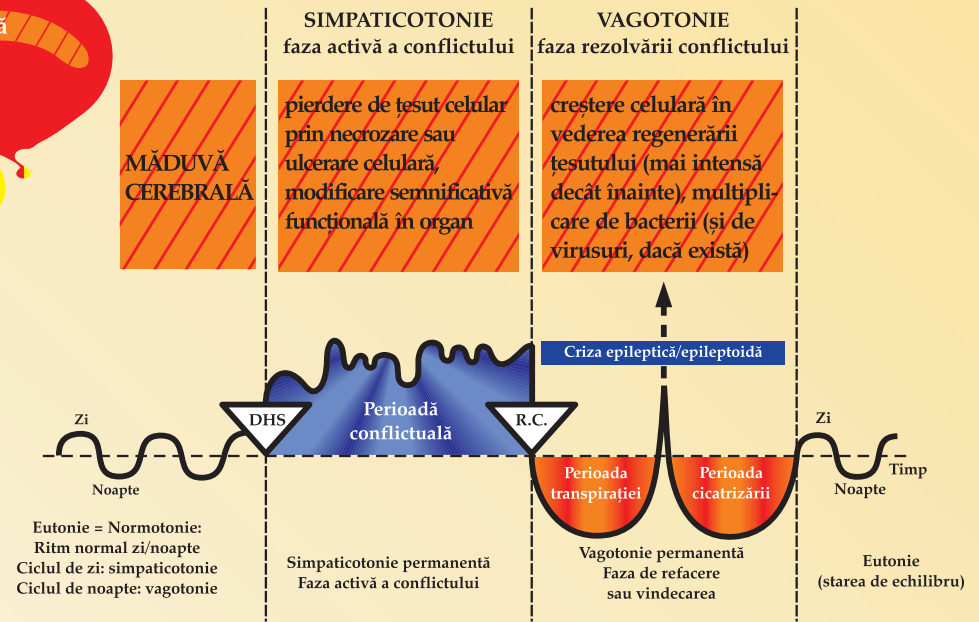 ă
SIMPATICOTONIE
faza activă a conflictului
VAGOTONIE
faza rezolvării conflictului
MĂDUVĂ
CEREBRALĂ
pierdere de țesut celular
prin necrozare sau
ulcerare celulară,
modificare semnificativă
funcțională în organ
creștere celulară în
vederea regenerării
țesutului (mai intensă
decât înainte), multipli-
care de bacterii (și de
virusuri, dacă există)
Criza epileptică/epileptoidă
Zi
Noapte
DHS
Perioadă
conflictuală
R.C.
Perioada
transpirației
Perioada
cicatrizării
Zi
Noapte
Timp
Eutonie = Normotonie:
Ritm normal zi/noapte
Ciclul de zi: simpaticotonie
Ciclul de noapte: vagotonie
Simpaticotonie permanentă
Faza activă a conflictului
Vagotonie permanentă
Faza de refacere
sau vindecarea
Eutonie
(starea de echilibru)